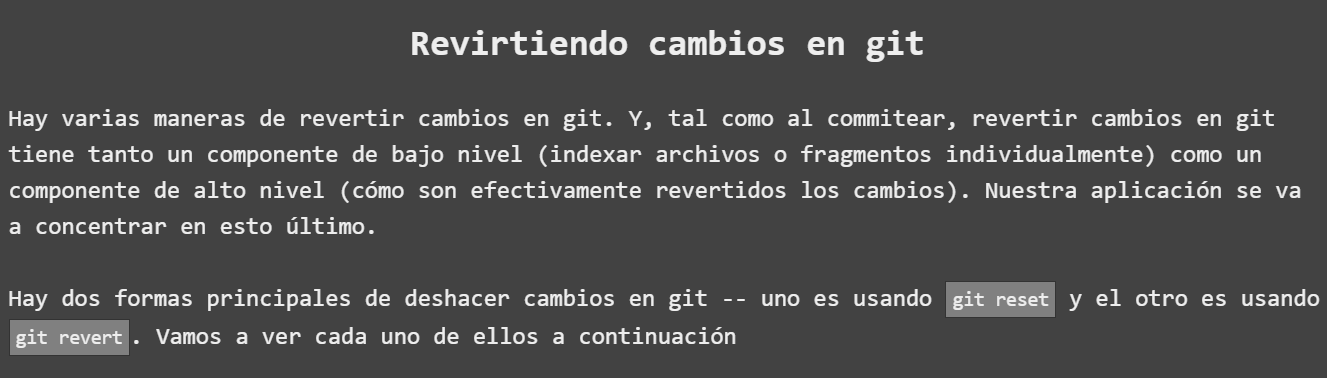 Revirtiendo cambios en git
Hay varias maneras de revertir cambios en git. Y, tal como al commitear, revertir cambios en git
tiene tanto un componente de bajo nivel (indexar archivos o fragmentos individualmente) como un
componente de alto nivel (cómo son efectivamente revertidos los cambios). Nuestra aplicación se va
a concentrar en esto último.
Hay dos formas principales de deshacer cambios en git -- uno es usando git reset y el otro es usando
git revert. Vamos a ver cada uno de ellos a continuación